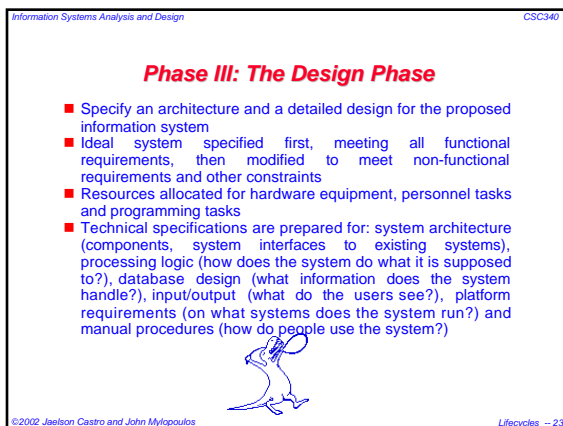 Information Systems Analysis and Design
CSC340
Phase III: The Design Phase
Specify an architecture and a detailed design for the proposed
information system
Ideal system specified first, meeting all functional
requirements, then modified to meet non-functional
requirements and other constraints
Resources allocated for hardware equipment, personnel tasks
and programming tasks
Technical specifications are prepared for: system architecture
(components, system interfaces to existing systems),
processing logic (how does the system do what it is supposed
to?), database design (what information does the system
handle?), input/output (what do the users see?), platform
requirements (on what systems does the system run?) and
manual procedures (how do people use the system?)
©2002 Jaelson Castro and John Mylopoulos
Lifecycles -- 23